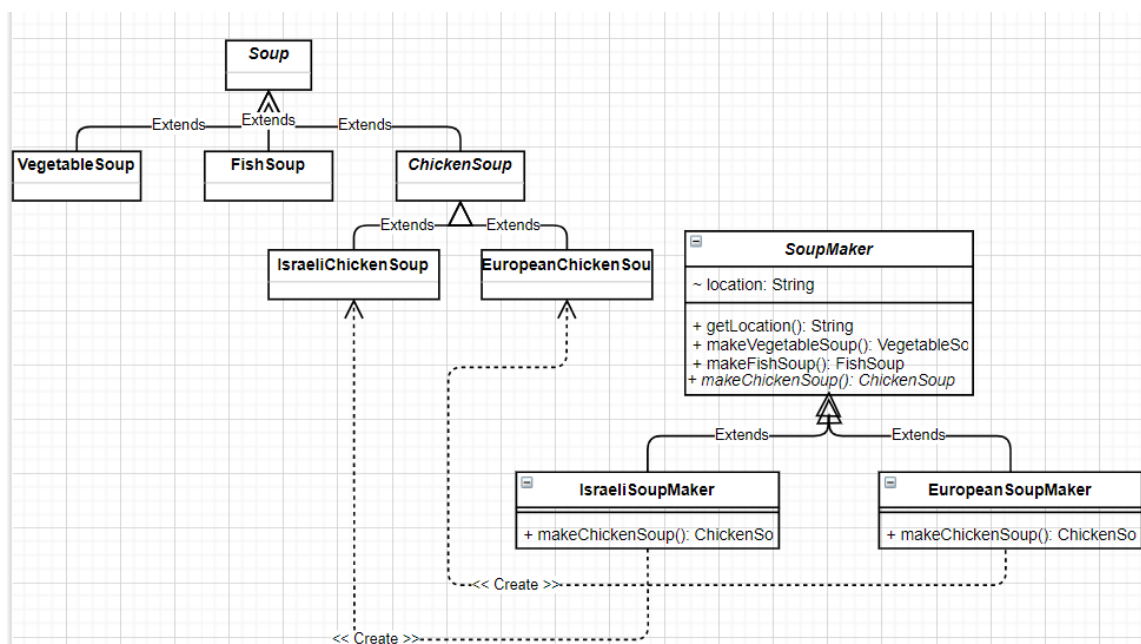 Soup
Extends
Extends
Extends
VegetableSoup
FishSoup
ChickenSoup
Extends
Extends
IsraeliChickenSoup
EuropeanChickenSou
SoupMaker
~ location: String
+ getLocation(): String
+ makeVegetableSoup(): VegetableSo
+ makeFishSoup(): FishSoup
+ makeChickenSoup(): ChickenSoup
Extends
Extends
IsraeliSoupMaker
+ makeChickenSoup(): ChickenSo
EuropeanSoupMaker
+ makeChickenSoup(): ChickenSo
<< Create >>
<< Create >>